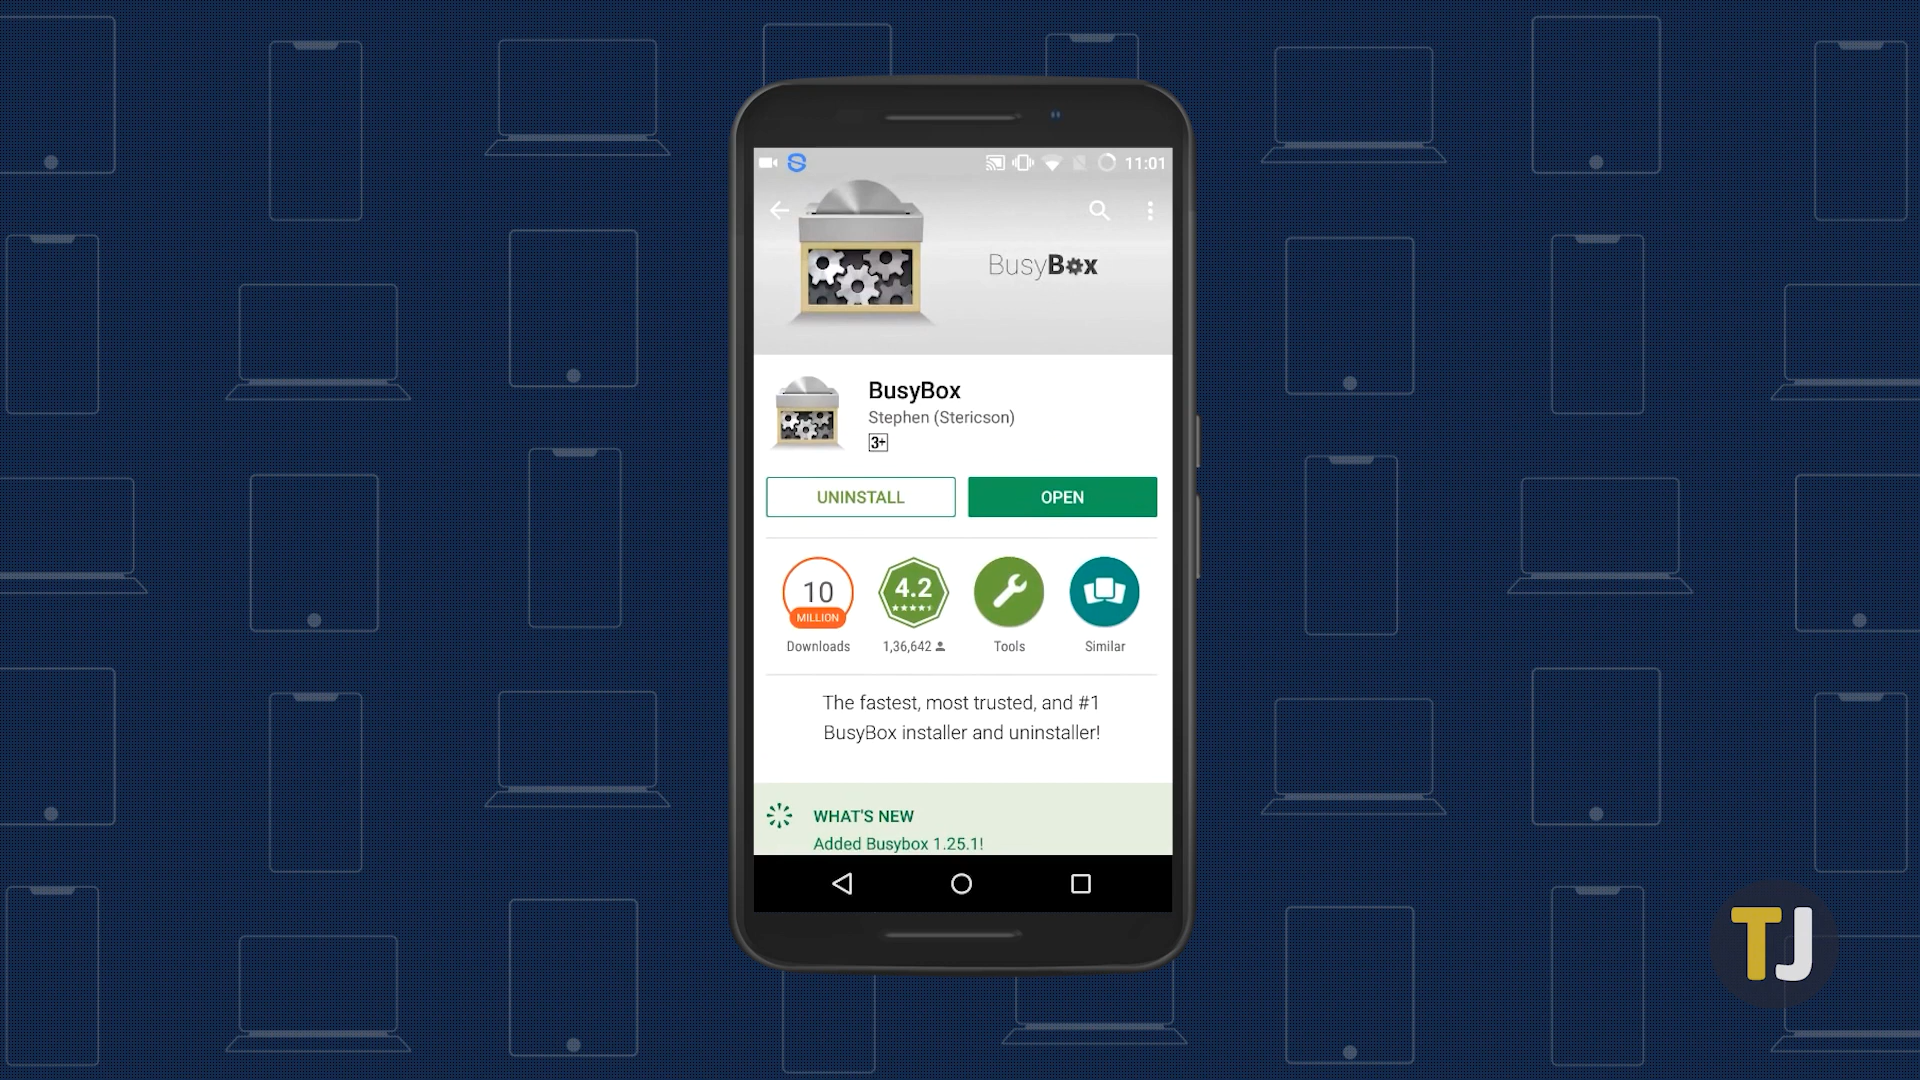 11:01
BusyBox
BusyBox
Stephen (Stericson)
3+
UNINSTALL
OPEN
10
MILLION
4.2
Downloads
1,36,642
Tools
Similar
The fastest, most trusted, and #1
BusyBox installer and uninstaller!
WHAT'S NEW
Added Busybox 1.25.1!
TJ